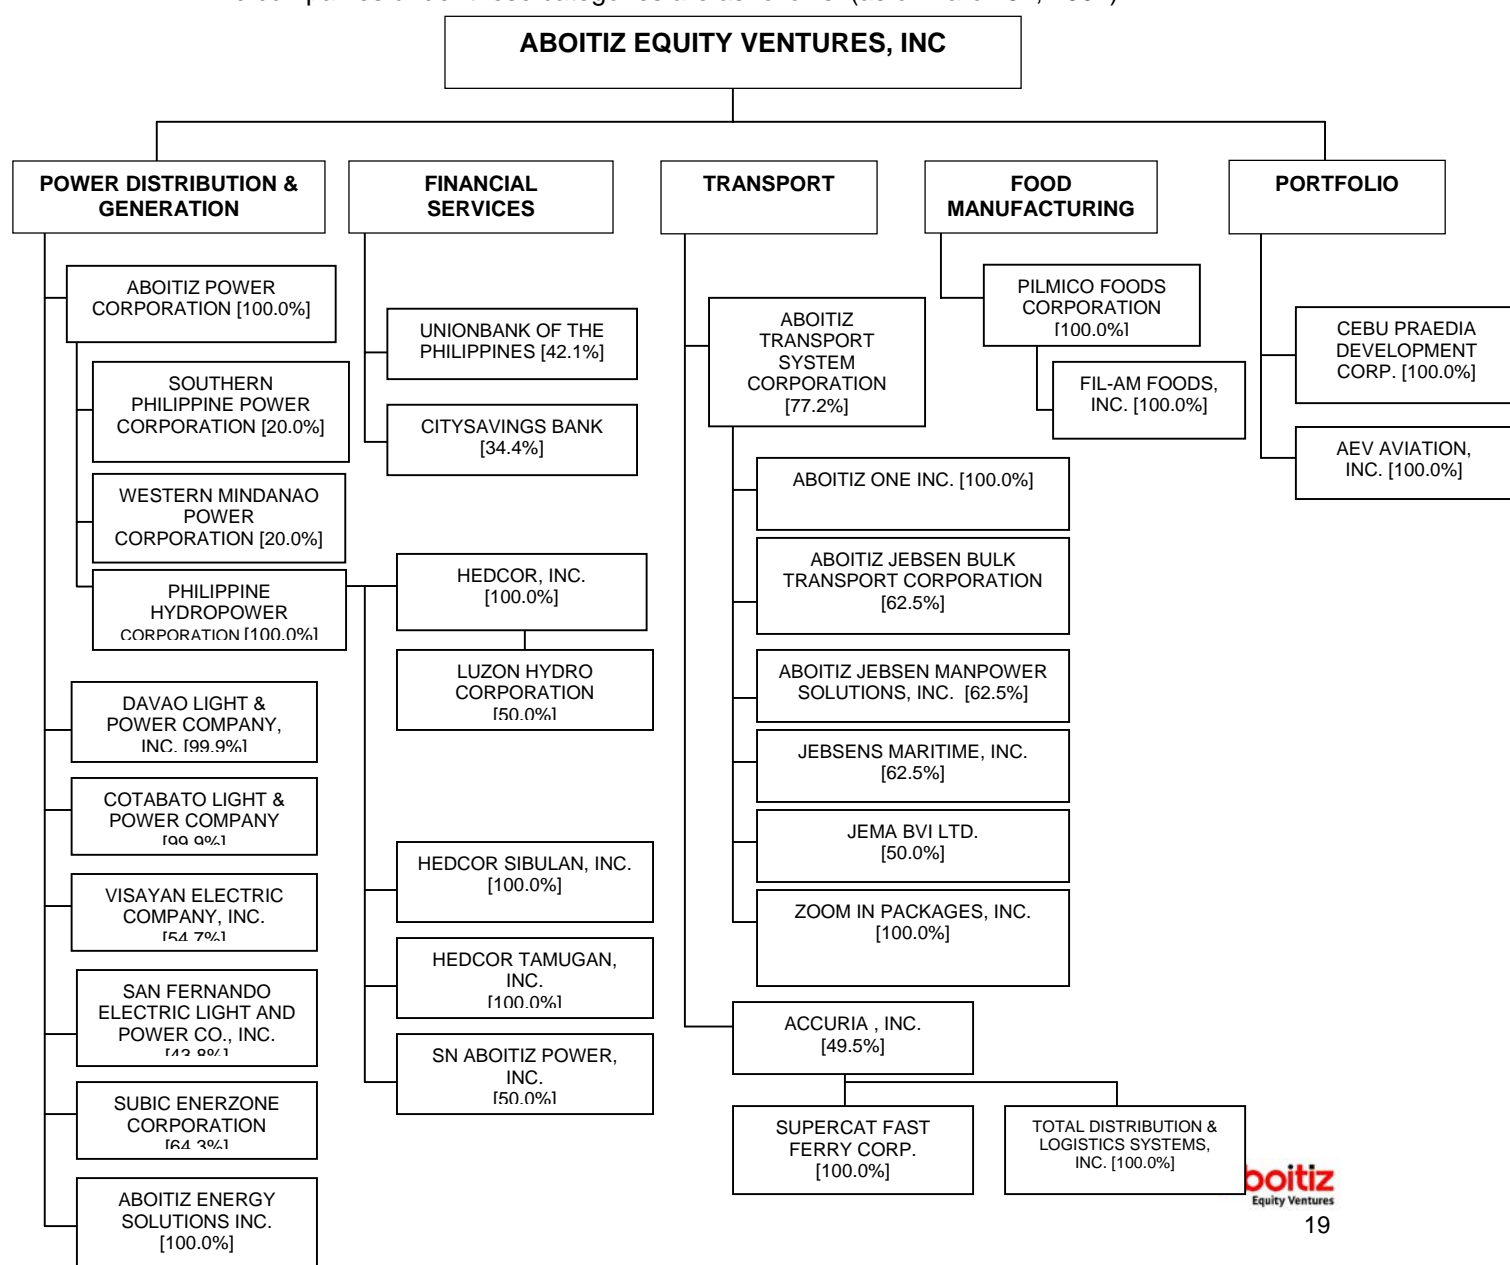 ABOITIZ EQUITY VENTURES, INC
POWER DISTRIBUTION &
GENERATION
FINANCIAL
SERVICES
TRANSPORT
FOOD
MANUFACTURING
PORTFOLIO
ABOITIZ POWER
CORPORATION [100.0%]
SOUTHERN
PHILIPPINE POWER
CORPORATION [20.0%]
WESTERN MINDANAO
POWER
CORPORATION [20.0%]
PHILIPPINE
HYDROPOWER
CORPORATION [100.0%]
DAVAO LIGHT &
POWER COMPANY,
INC. [99.9%]
COTABATO LIGHT &
POWER COMPANY
[99.9%]
VISAYAN ELECTRIC
COMPANY, INC.
[54.7%]
SAN FERNANDO
ELECTRIC LIGHT AND
POWER CO., INC.
[43.8%]
SUBIC ENERZONE
CORPORATION
[64.3%]
ABOITIZ ENERGY
SOLUTIONS INC.
[100.0%]
UNIONBANK OF THE
PHILIPPINES [42.1%]
CITYSAVINGS BANK
[34.4%]
HEDCOR, INC.
[100.0%]
LUZON HYDRO
CORPORATION
[50.0%]
HEDCOR SIBULAN, INC.
[100.0%]
HEDCOR TAMUGAN,
INC.
[100.0%]
SN ABOITIZ POWER,
INC.
[50.0%]
ABOITIZ
TRANSPORT
SYSTEM
CORPORATION
[77.2%]
ABOITIZ ONE INC. [100.0%]
ABOITIZ JEBSEN BULK
TRANSPORT CORPORATION
[62.5%]
ABOITIZ JEBSEN MANPOWER
SOLUTIONS, INC. [62.5%]
JEBSENS MARITIME, INC.
[62.5%]
JEMA BVI LTD.
[50.0%]
ZOOM IN PACKAGES, INC.
[100.0%]
ACCURIA , INC.
[49.5%]
SUPERCAT FAST
FERRY CORP.
[100.0%]
TOTAL DISTRIBUTION &
LOGISTICS SYSTEMS,
INC. [100.0%]
PILMICO FOODS
CORPORATION
[100.0%]
FIL-AM FOODS,
INC. [100.0%]
CEBU PRAEDIA
DEVELOPMENT
CORP. [100.0%]
AEV AVIATION,
INC. [100.0%]
boitiz
Equity Ventures
19